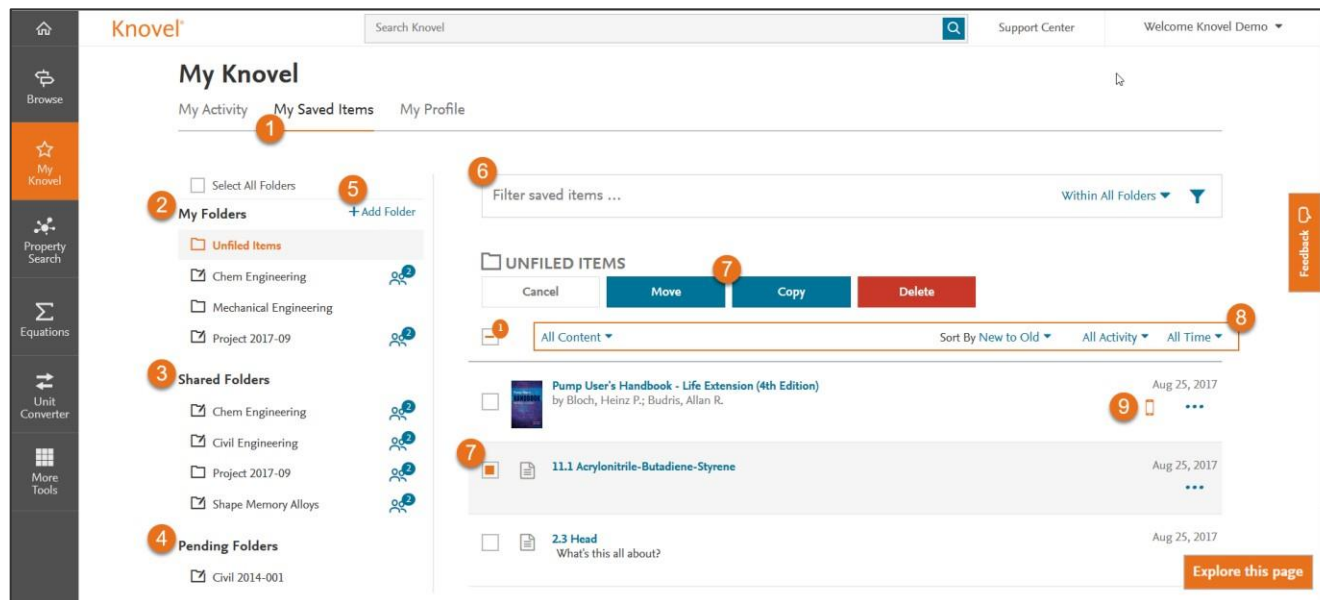 Knovel®
Search Knovel
Support Center
Welcome Knovel Demo
Browse
My Knovel
Property Search
Equations
Unit Converter
More Tools
My Knovel
My Activity
My Saved Items
My Profile
1
Select All Folders
5
2
My Folders
+ Add Folder
Unfiled Items
Chem Engineering 2
Mechanical Engineering
Project 2017-09 2
3
Shared Folders
Chem Engineering 2
Civil Engineering 2
Project 2017-09 2
Shape Memory Alloys 2
4
Pending Folders
Civil 2014-001
6
Filter saved items ...
Within All Folders
UNFILED ITEMS
7
Cancel
Move
Copy
Delete
1
All Content
Sort By New to Old
All Activity
All Time
8
Pump User's Handbook - Life Extension (4th Edition)
by Bloch, Heinz P.; Budris, Allan R.
Aug 25, 2017
9
7
11.1 Acrylonitrile-Butadiene-Styrene
Aug 25, 2017
2.3 Head
What's this all about?
Aug 25, 2017
Feedback
Explore this page